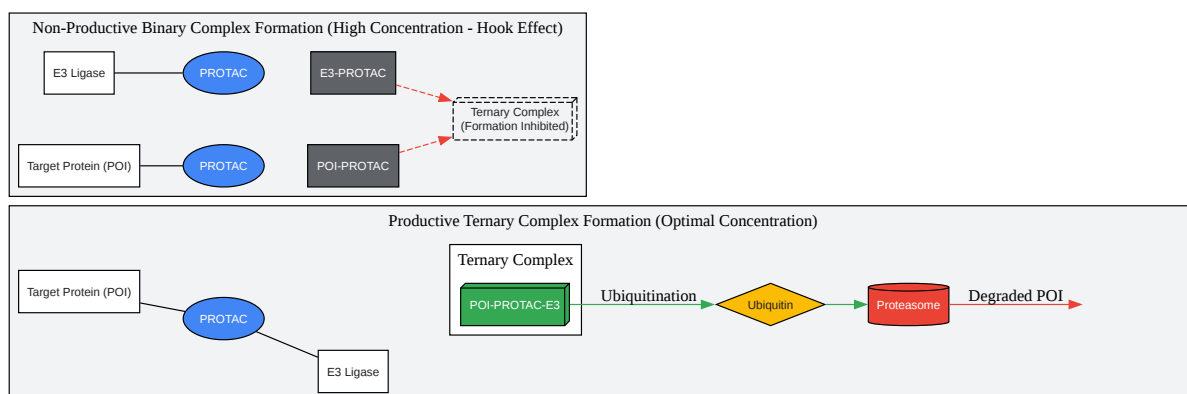 Non-Productive Binary Complex Formation (High Concentration - Hook Effect)
E3 Ligase
PROTAC
E3-PROTAC
Ternary Complex
(Formation Inhibited)
Target Protein (POI)
PROTAC
POI-PROTAC
Productive Ternary Complex Formation (Optimal Concentration)
Target Protein (POI)
PROTAC
E3 Ligase
Ternary Complex
POI-PROTAC-E3
Ubiquitination
Ubiquitin
Proteasome
Degraded POI